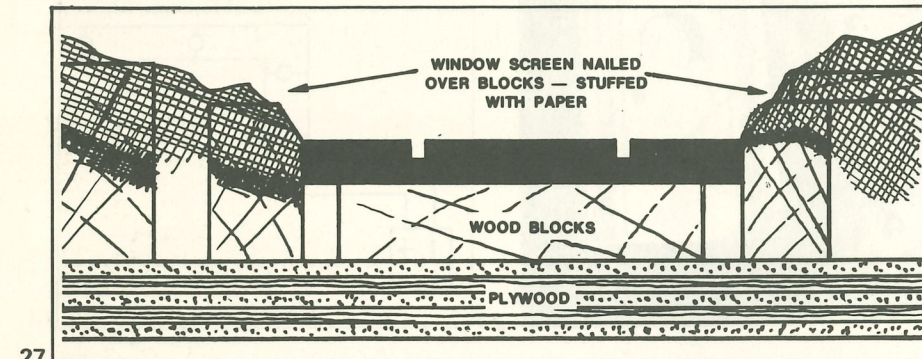 WINDOW SCREEN NAILED
OVER BLOCKS — STUFFED
WITH PAPER
WOOD BLOCKS
PLYWOOD
27